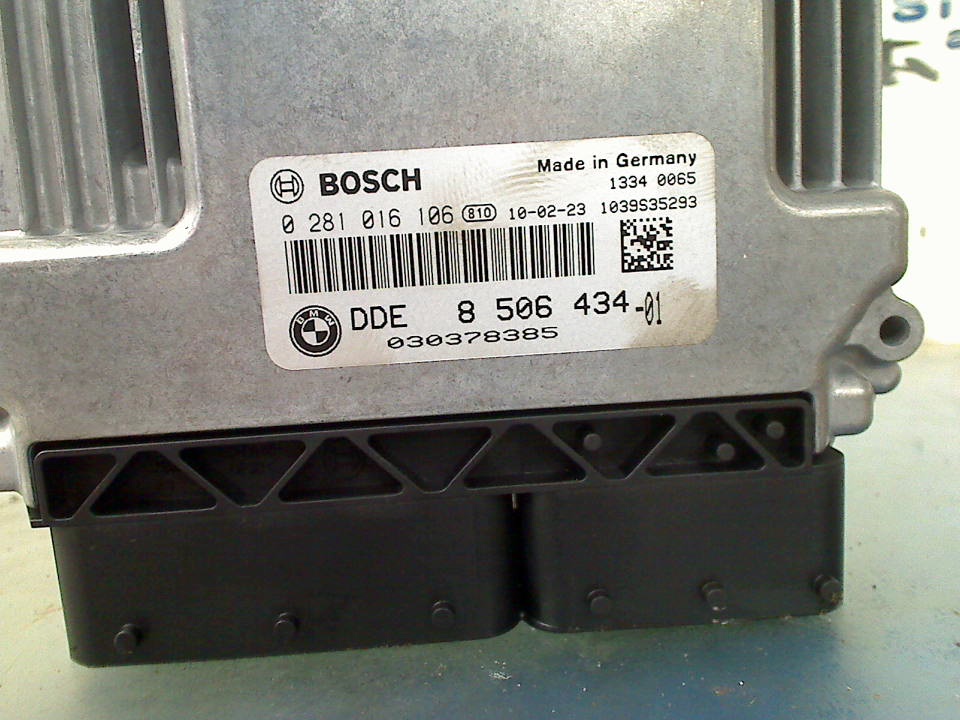 BOSCH
Made in Germany
1334 0065
0 281 016 106 810 10-02-23 1039S35293
BMW
DDE 8 506 434-01
030378385